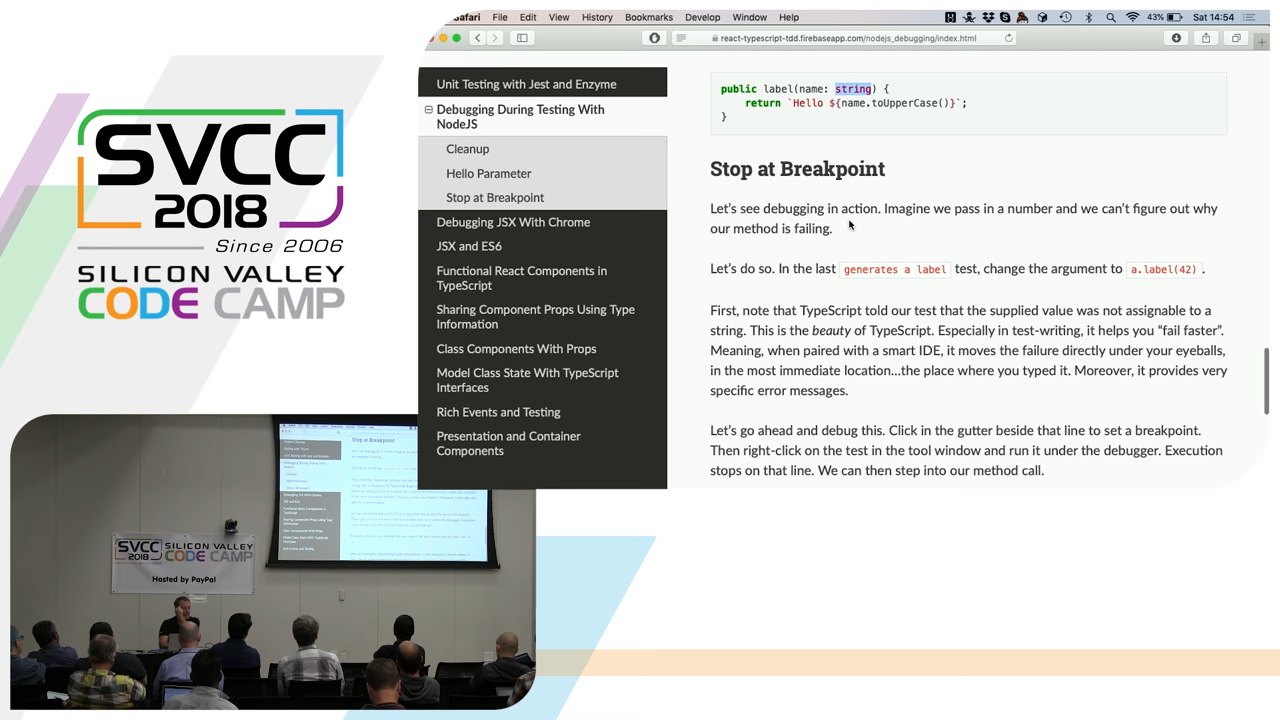 SVCC
2018
Since 2006
SILICON VALLEY
CODE CAMP
Safari File Edit View History Bookmarks Develop Window Help
43% Sat 14:54
react-typescript-tdd.firebaseapp.com/nodejs_debugging/index.html
Unit Testing with Jest and Enzyme
Debugging During Testing With
NodeJS
Cleanup
Hello Parameter
Stop at Breakpoint
Debugging JSX With Chrome
JSX and ES6
Functional React Components in
TypeScript
Sharing Component Props Using Type
Information
Class Components With Props
Model Class State With TypeScript
Interfaces
Rich Events and Testing
Presentation and Container
Components
public label(name: string) {
return `Hello ${name.toUpperCase()}`;
}
Stop at Breakpoint
Let’s see debugging in action. Imagine we pass in a number and we can’t figure out why
our method is failing.
Let’s do so. In the last generates a label test, change the argument to a.label(42) .
First, note that TypeScript told our test that the supplied value was not assignable to a
string. This is the beauty of TypeScript. Especially in test-writing, it helps you “fail faster”.
Meaning, when paired with a smart IDE, it moves the failure directly under your eyeballs,
in the most immediate location...the place where you typed it. Moreover, it provides very
specific error messages.
Let’s go ahead and debug this. Click in the gutter beside that line to set a breakpoint.
Then right-click on the test in the tool window and run it under the debugger. Execution
stops on that line. We can then step into our method call.
Stop at Breakpoint
SVCC SILICON VALLEY
2018 CODE CAMP
Hosted by PayPal